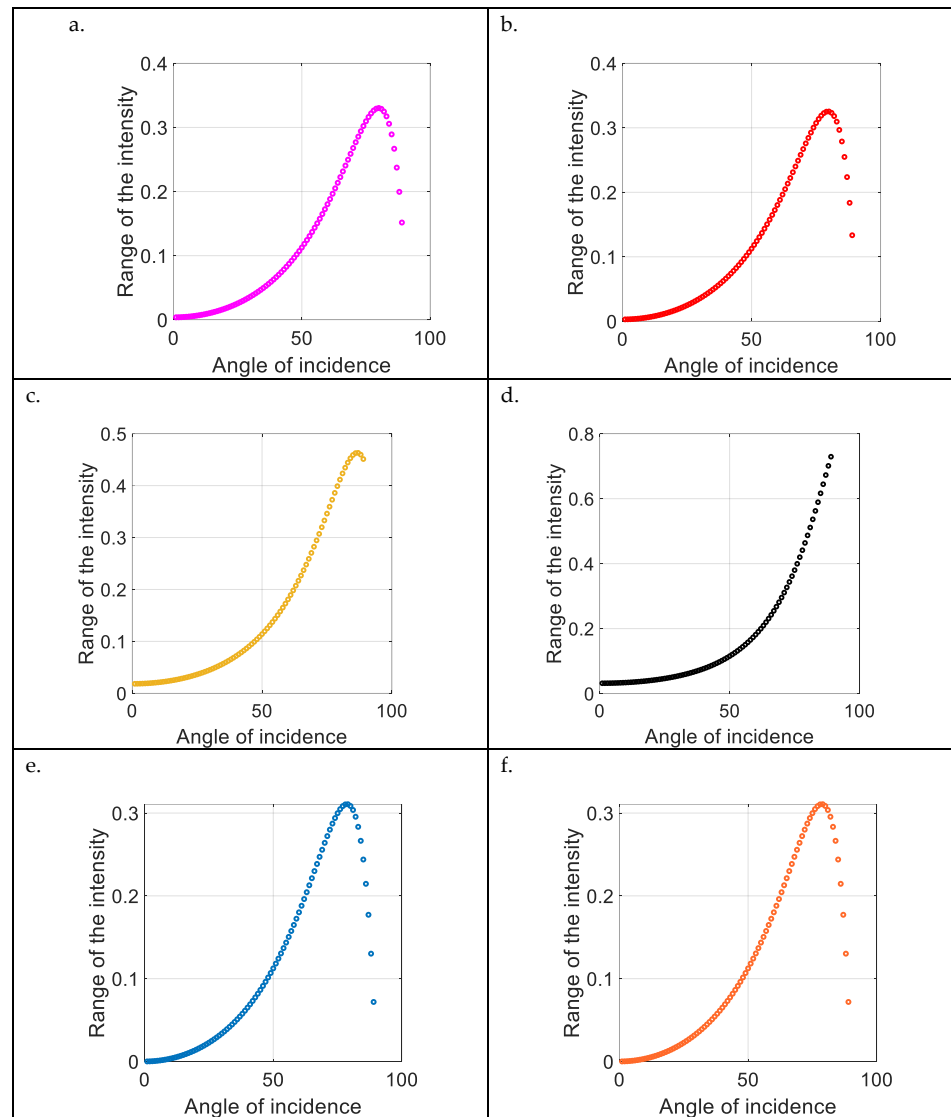 a.
0.4
0.3
0.2
0.1
0
Range of the intensity
0 50 100
Angle of incidence
b.
0.4
0.3
0.2
0.1
0
Range of the intensity
0 50 100
Angle of incidence
c.
0.5
0.4
0.3
0.2
0.1
0
Range of the intensity
0 50 100
Angle of incidence
d.
0.8
0.6
0.4
0.2
0
Range of the intensity
0 50 100
Angle of incidence
e.
0.3
0.2
0.1
0
Range of the intensity
0 50 100
Angle of incidence
f.
0.3
0.2
0.1
0
Range of the intensity
0 50 100
Angle of incidence